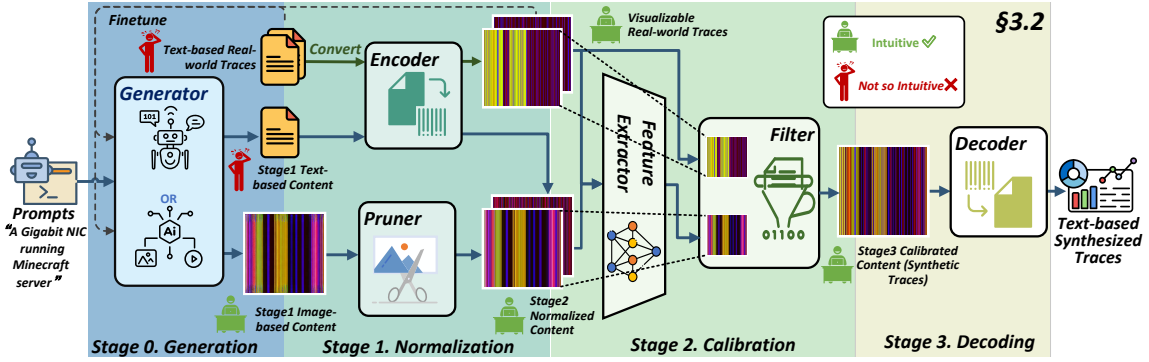 Finetune
Text-based Real-
world Traces
Convert
Encoder
Visualizable
Real-world Traces
Intuitive
Not so Intuitive
§3.2
Generator
101
OR
Ai
Stage1 Text-
based Content
Prompts
"A Gigabit NIC
running
Minecraft
server"
Pruner
Stage1 Image-
based Content
Stage2
Normalized
Content
Feature
Extractor
Filter
01100
Stage3 Calibrated
Content (Synthetic
Traces)
Decoder
Text-based
Synthesized
Traces
Stage 0. Generation
Stage 1. Normalization
Stage 2. Calibration
Stage 3. Decoding